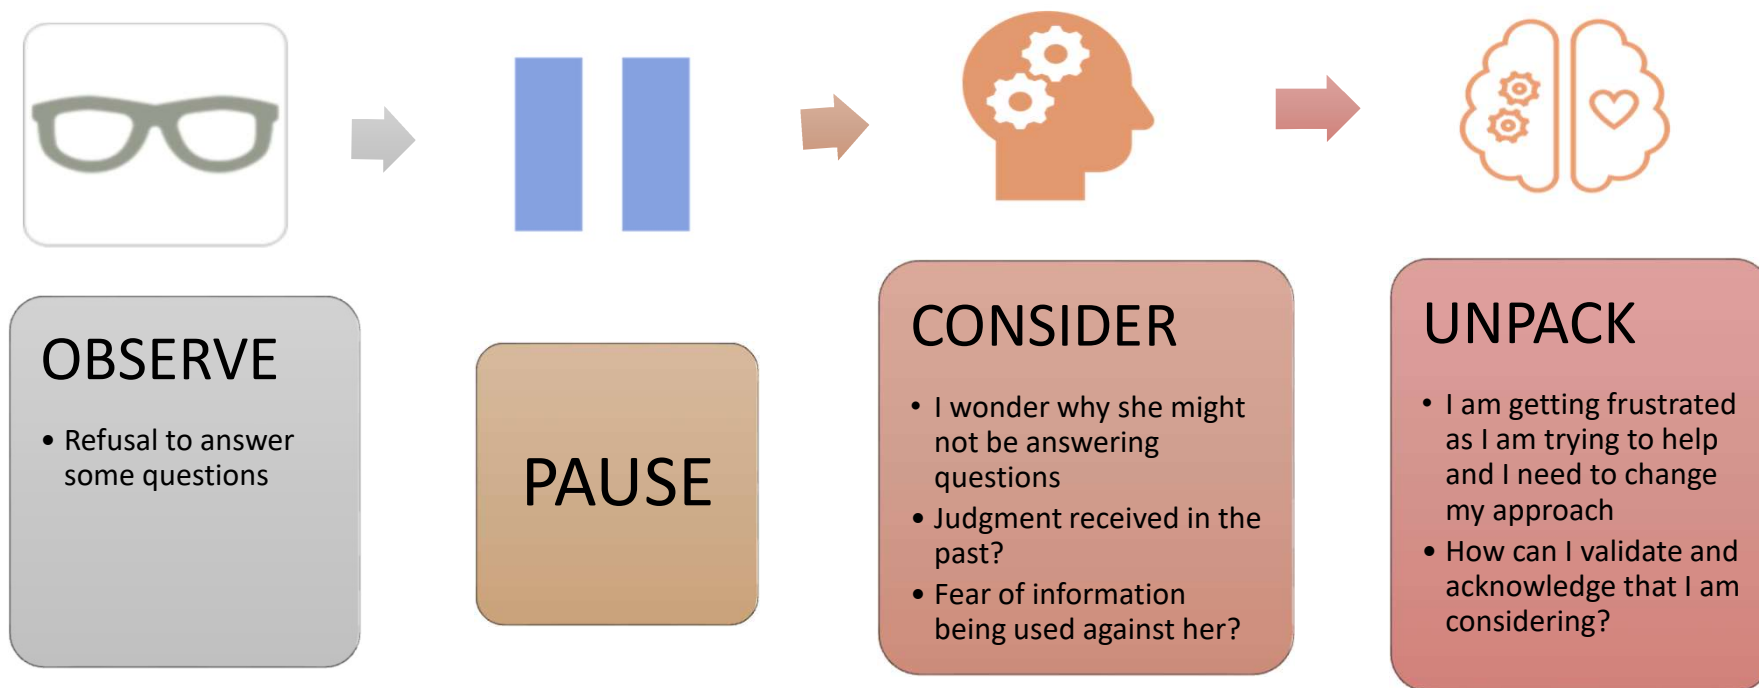 OBSERVE
• Refusal to answer
some questions
PAUSE
CONSIDER
• I wonder why she might
not be answering
questions
• Judgment received in the
past?
• Fear of information
being used against her?
UNPACK
• I am getting frustrated
as I am trying to help
and I need to change
my approach
• How can I validate and
acknowledge that I am
considering?